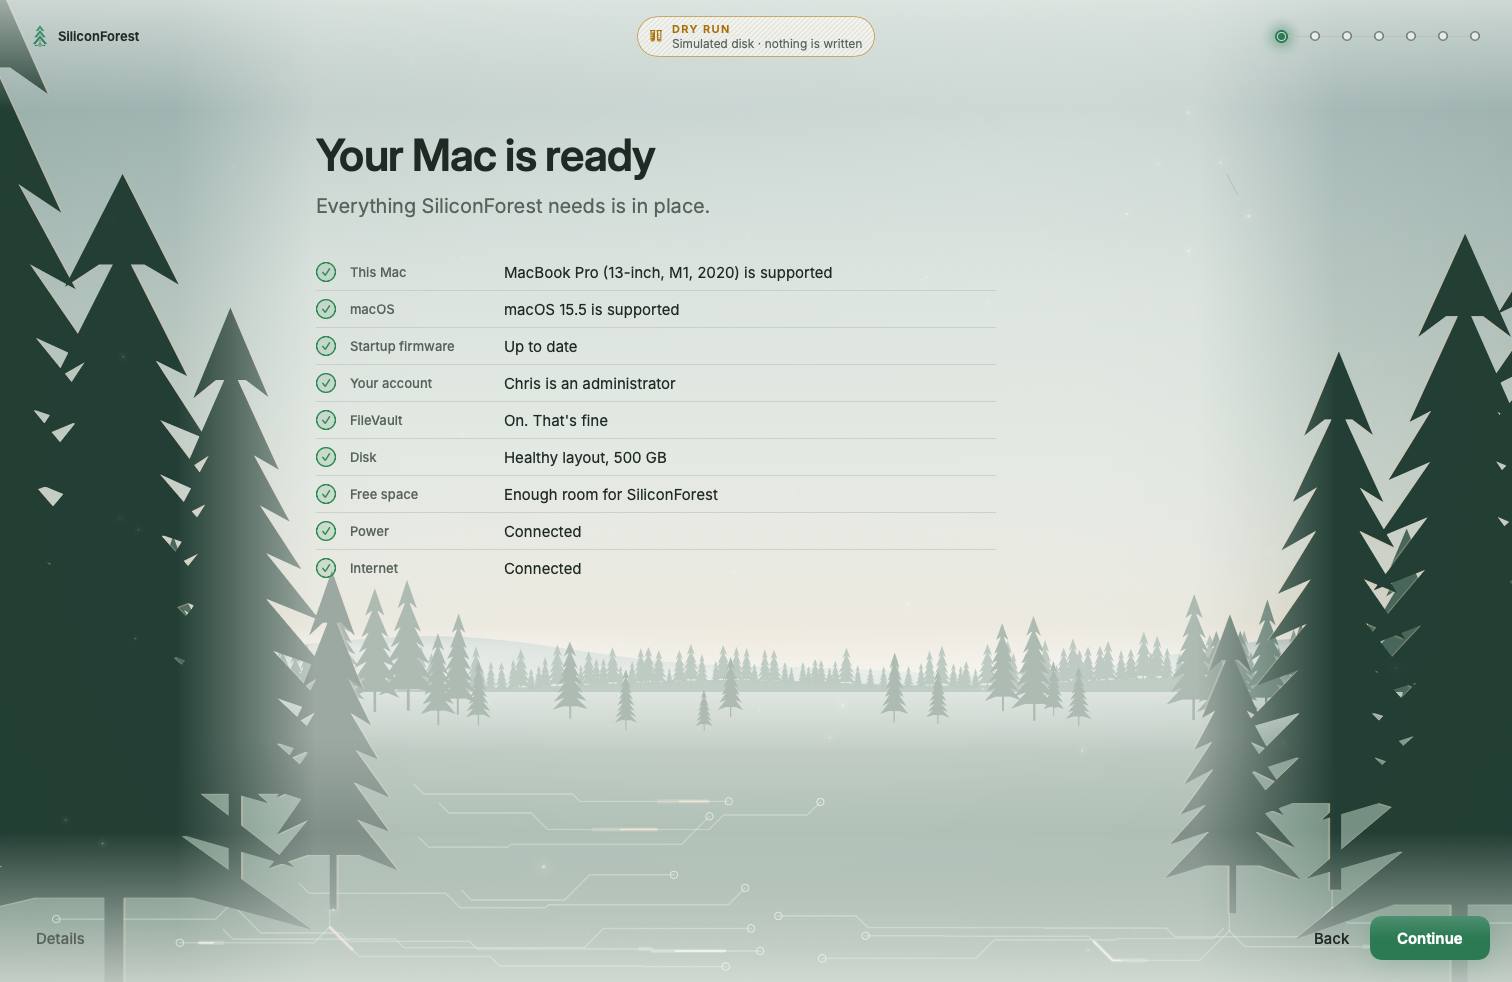 SiliconForest
DRY RUN
Simulated disk · nothing is written
Your Mac is ready
Everything SiliconForest needs is in place.
This Mac MacBook Pro (13-inch, M1, 2020) is supported
macOS macOS 15.5 is supported
Startup firmware Up to date
Your account Chris is an administrator
FileVault On. That's fine
Disk Healthy layout, 500 GB
Free space Enough room for SiliconForest
Power Connected
Internet Connected
Details
Back
Continue